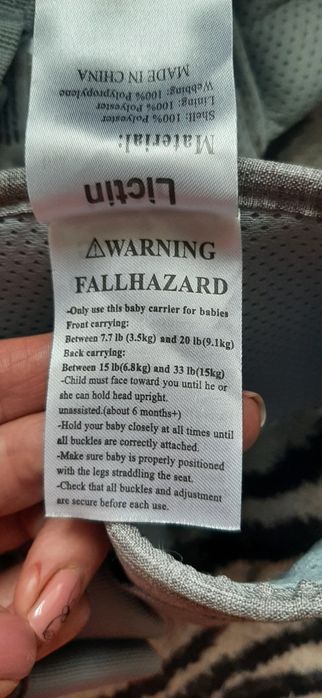 Lictin
Material:
Shell: 100% Polyester
Lining: 100% Polyester
Webbing: 100% Polypropylene
MADE IN CHINA
⚠WARNING
FALLHAZARD
-Only use this baby carrier for babies
Front carrying:
Between 7.7 lb (3.5kg) and 20 lb(9.1kg)
Back carrying:
Between 15 lb(6.8kg) and 33 lb(15kg)
-Child must face toward you until he or
she can hold head upright.
unassisted.(about 6 months+)
-Hold your baby closely at all times until
all buckles are correctly attached.
-Make sure baby is properly positioned
with the legs straddling the seat.
-Check that all buckles and adjustment
are secure before each use.